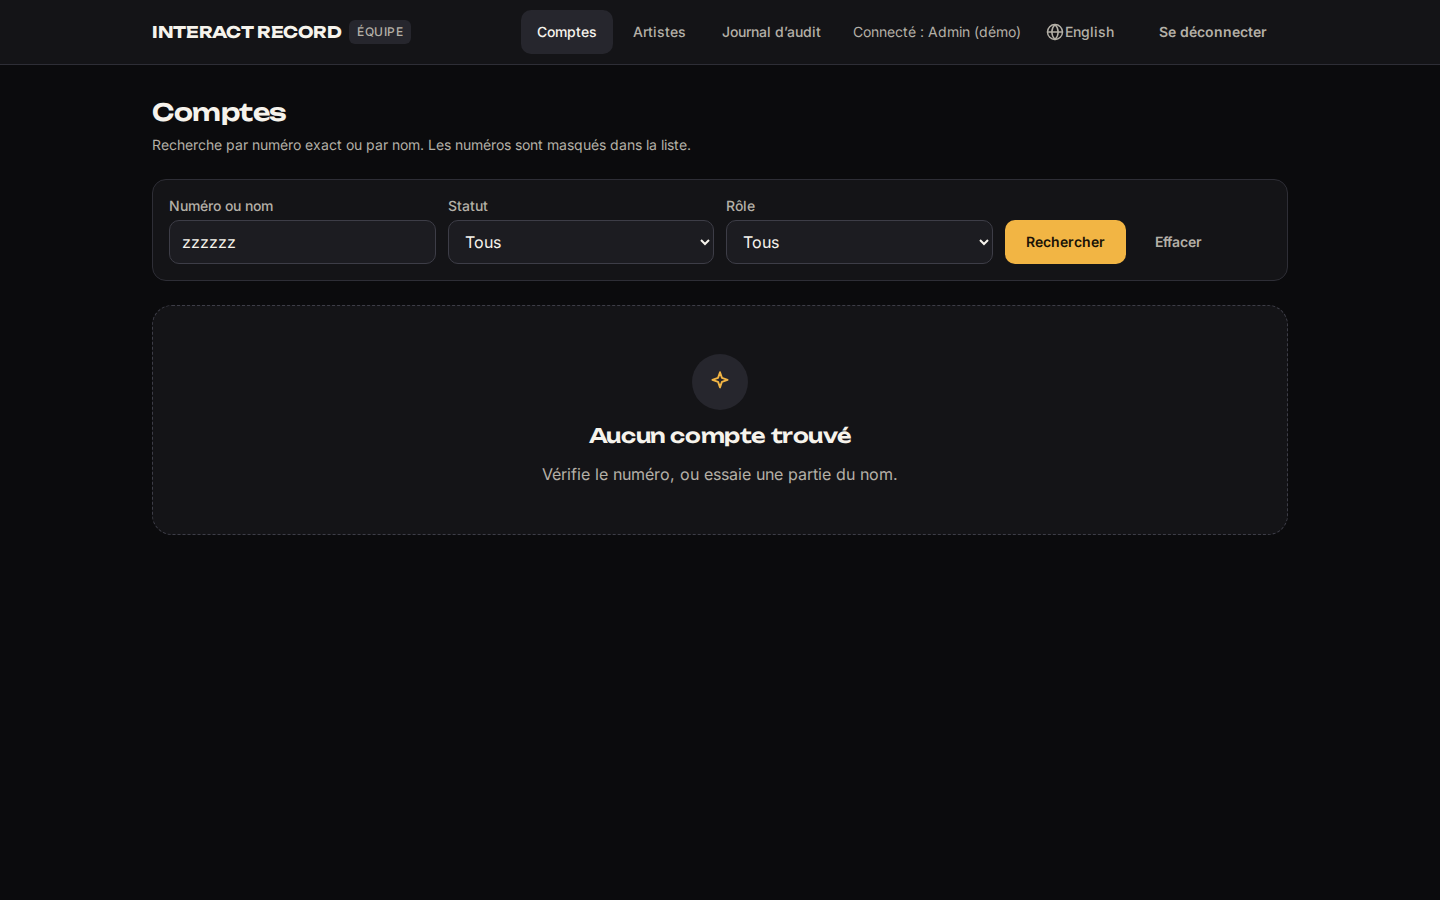 INTERACT RECORD ÉQUIPE Comptes Artistes Journal d’audit Connecté : Admin (démo) English Se déconnecter
Comptes
Recherche par numéro exact ou par nom. Les numéros sont masqués dans la liste.
Numéro ou nom Statut Rôle
zzzzzz Tous Tous Rechercher Effacer
Aucun compte trouvé
Vérifie le numéro, ou essaie une partie du nom.